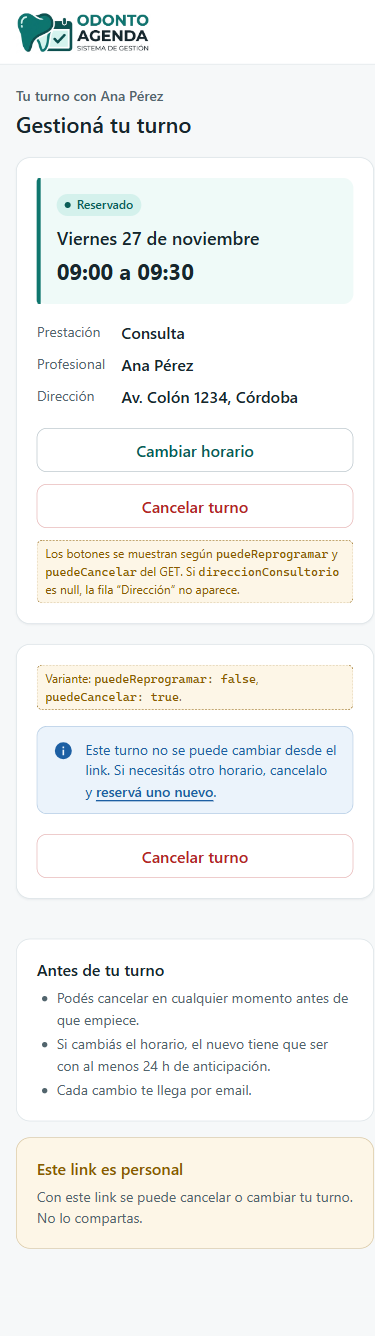 ODONTO
AGENDA
SISTEMA DE GESTIÓN
Tu turno con Ana Pérez
Gestioná tu turno
Reservado
Viernes 27 de noviembre
09:00 a 09:30
Prestación Consulta
Profesional Ana Pérez
Dirección Av. Colón 1234, Córdoba
Cambiar horario
Cancelar turno
Los botones se muestran según puedeReprogramar y
puedeCancelar del GET. Si direccionConsultorio
es null, la fila “Dirección” no aparece.
Variante: puedeReprogramar: false,
puedeCancelar: true.
Este turno no se puede cambiar desde el
link. Si necesitás otro horario, cancelalo
y reservá uno nuevo.
Cancelar turno
Antes de tu turno
• Podés cancelar en cualquier momento antes de
que empiece.
• Si cambiás el horario, el nuevo tiene que ser
con al menos 24 h de anticipación.
• Cada cambio te llega por email.
Este link es personal
Con este link se puede cancelar o cambiar tu turno.
No lo compartas.